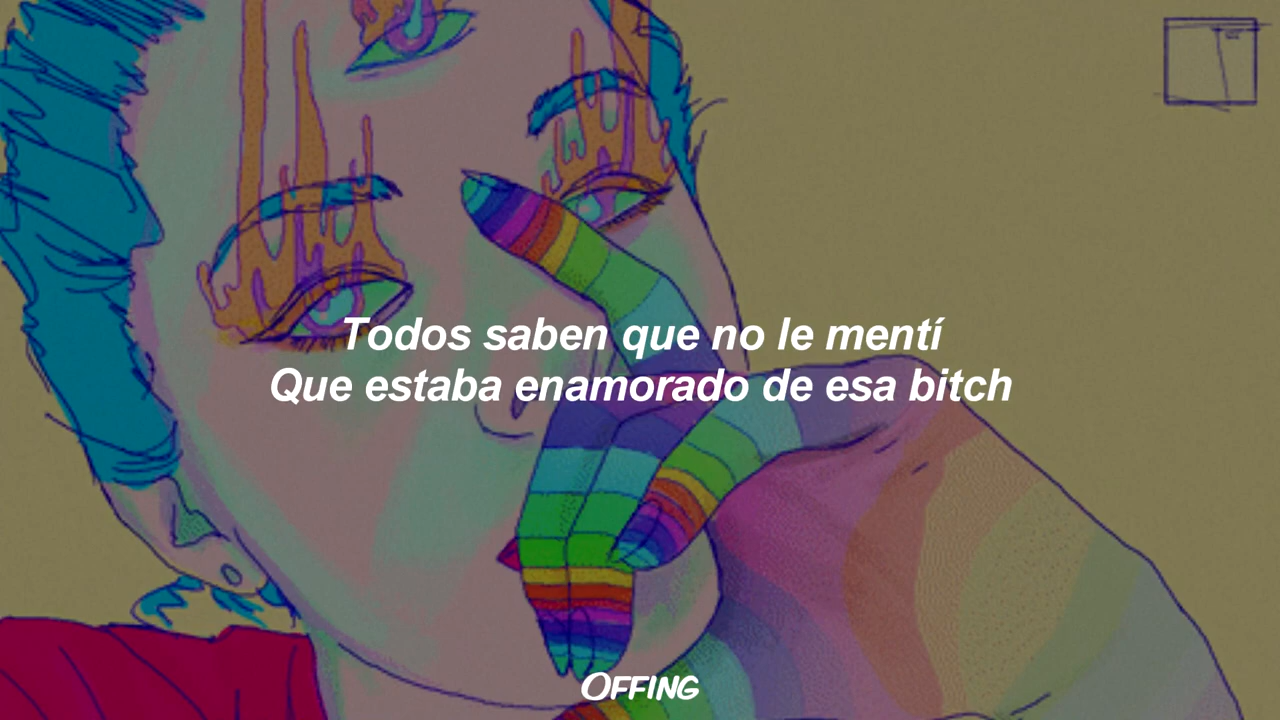 Todos saben que no le mentí
Que estaba enamorado de esa bitch
OFFING